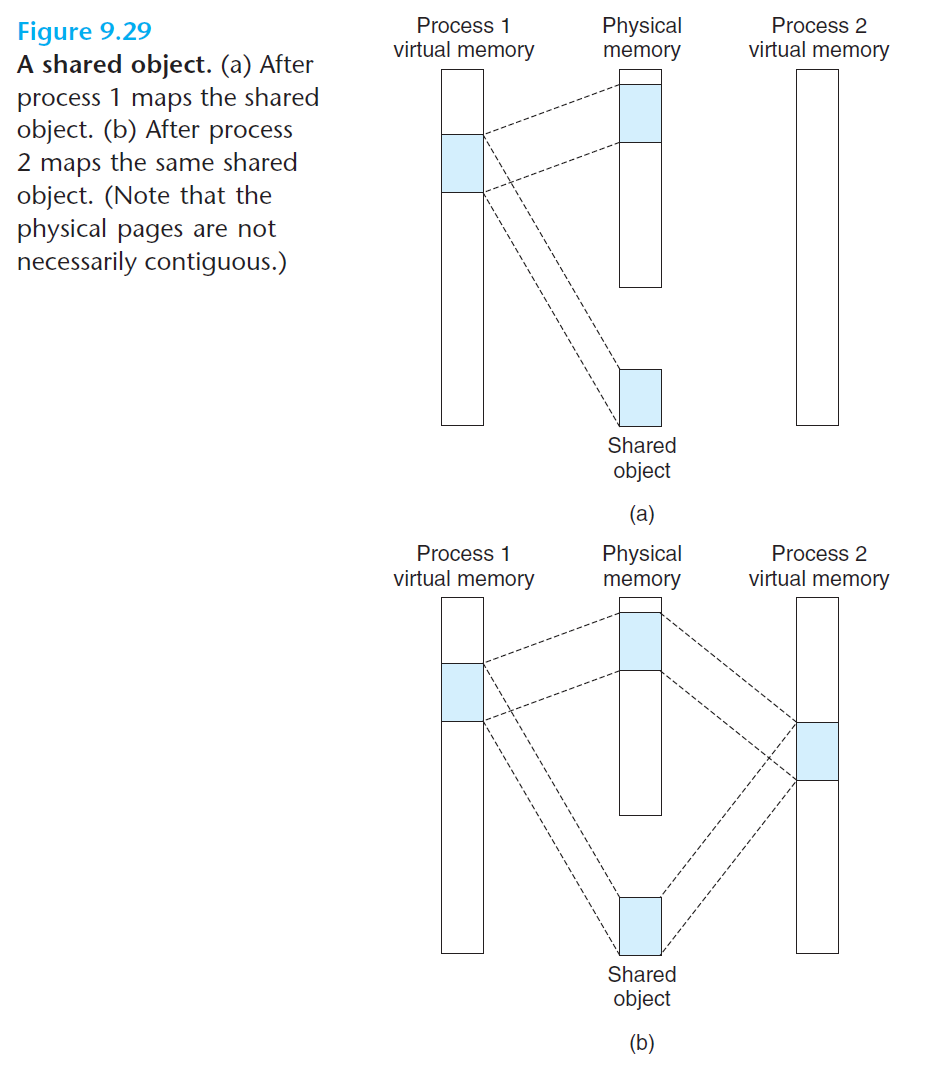 Figure 9.29
A shared object. (a) After
process 1 maps the shared
object. (b) After process
2 maps the same shared
object. (Note that the
physical pages are not
necessarily contiguous.)
Process 1
virtual memory
Physical
memory
Process 2
virtual memory
Shared
object
(a)
Process 1
virtual memory
Physical
memory
Process 2
virtual memory
Shared
object
(b)